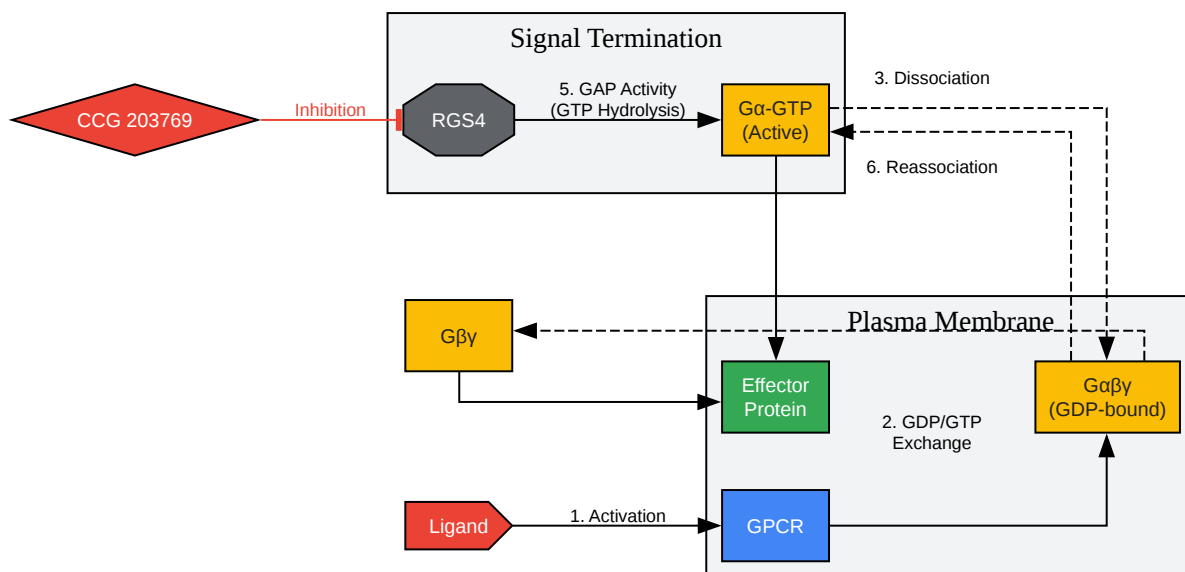 Signal Termination
CCG 203769
Inhibition
RGS4
5. GAP Activity
(GTP Hydrolysis)
Gα-GTP
(Active)
3. Dissociation
6. Reassociation
Gβγ
Plasma Membrane
Effector
Protein
2. GDP/GTP
Exchange
Gαβγ
(GDP-bound)
Ligand
1. Activation
GPCR